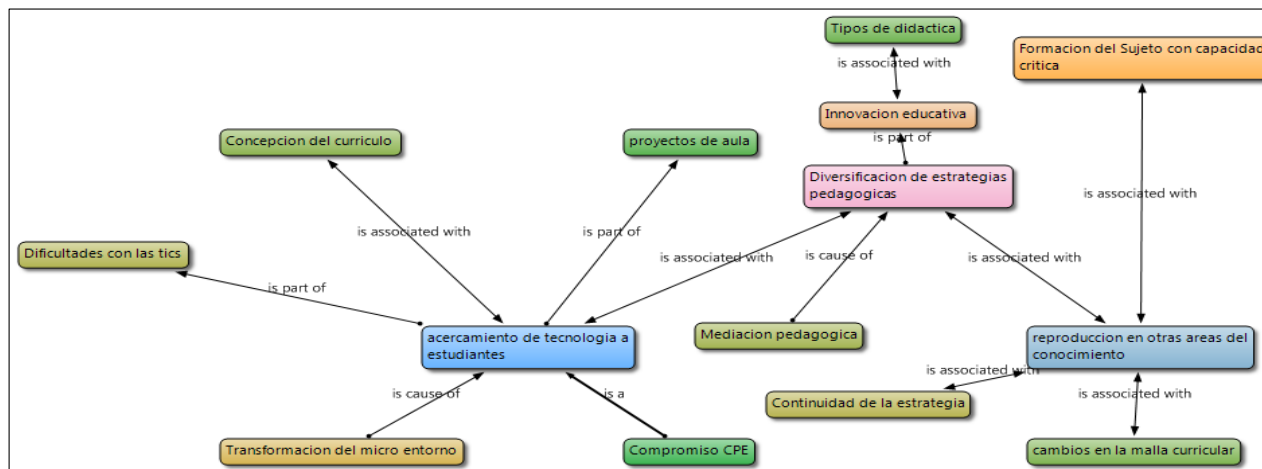 Tipos de didactica
Formacion del Sujeto con capacidad
critica
is associated with
Innovacion educativa
Concepcion del curriculo
proyectos de aula
is part of
Diversificacion de estrategias
pedagogicas
is associated with
is associated with
is part of
Dificultades con las tics
is associated with
is cause of
is associated with
is part of
acercamiento de tecnologia a
estudiantes
Mediacion pedagogica
reproduccion en otras areas del
conocimiento
is associated with
is cause of
is a
is associated with
Continuidad de la estrategia
Transformacion del micro entorno
Compromiso CPE
cambios en la malla curricular